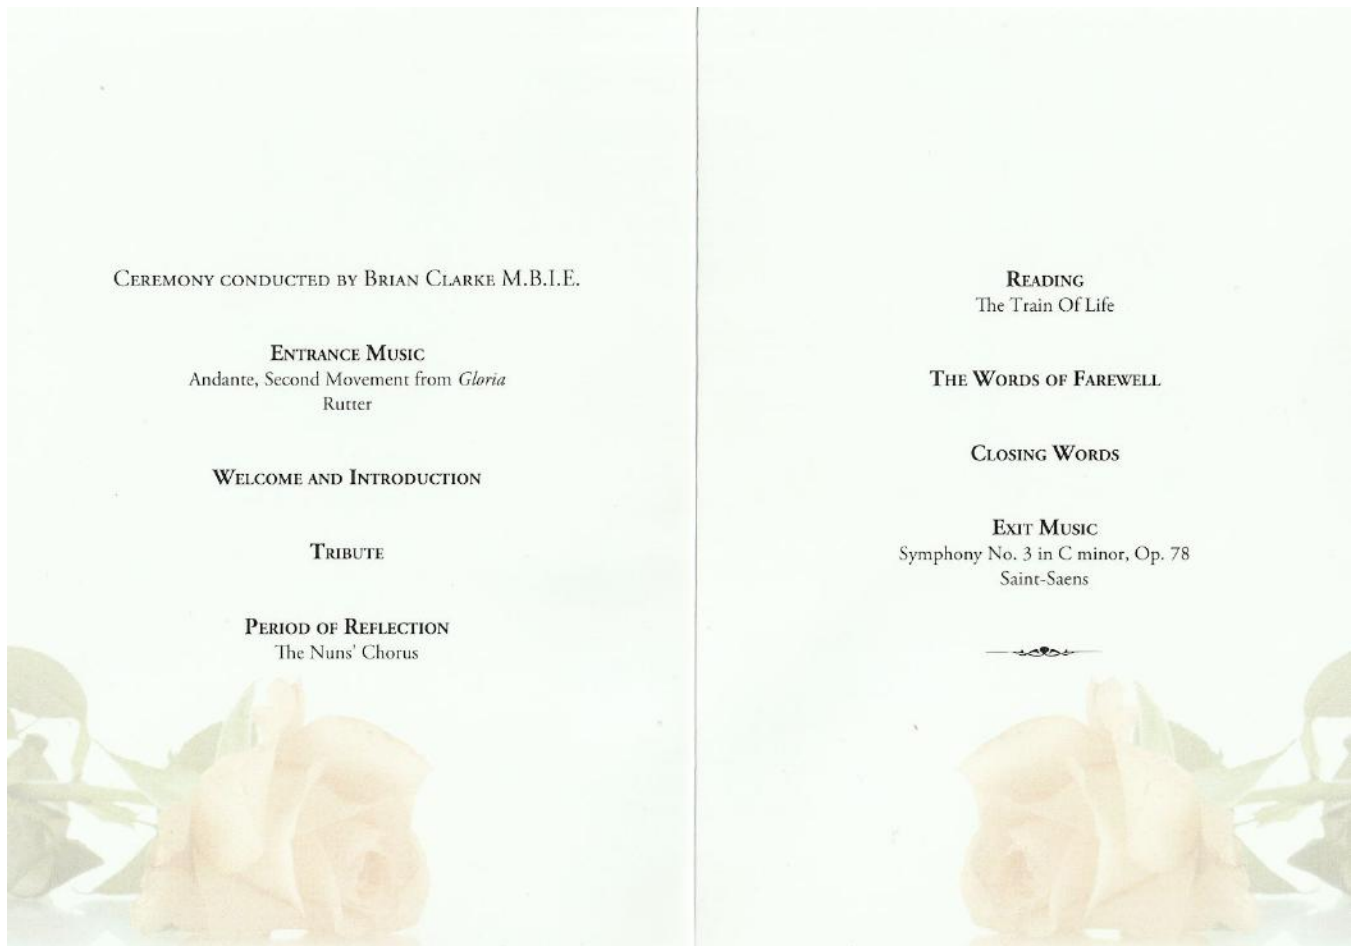 Ceremony conducted by Brian Clarke M.B.I.E.
Entrance Music
Andante, Second Movement from Gloria
Rutter
Welcome and Introduction
Tribute
Period of Reflection
The Nuns' Chorus
Reading
The Train Of Life
The Words of Farewell
Closing Words
Exit Music
Symphony No. 3 in C minor, Op. 78
Saint-Saens